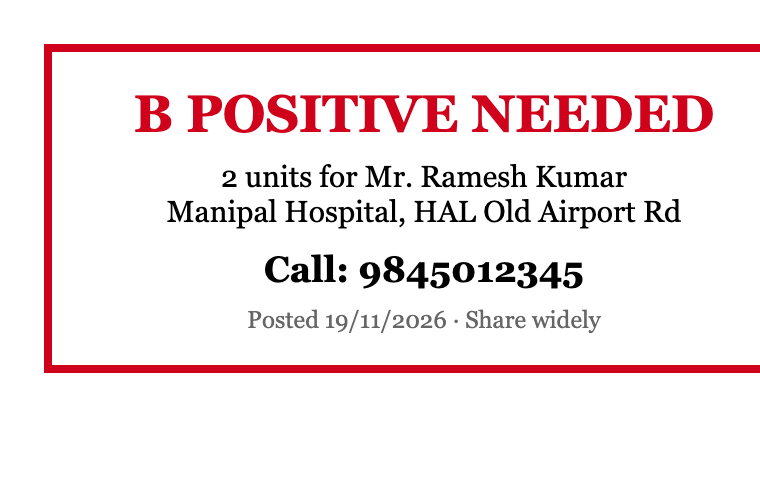 B POSITIVE NEEDED
2 units for Mr. Ramesh Kumar
Manipal Hospital, HAL Old Airport Rd
Call: 9845012345
Posted 19/11/2026 · Share widely